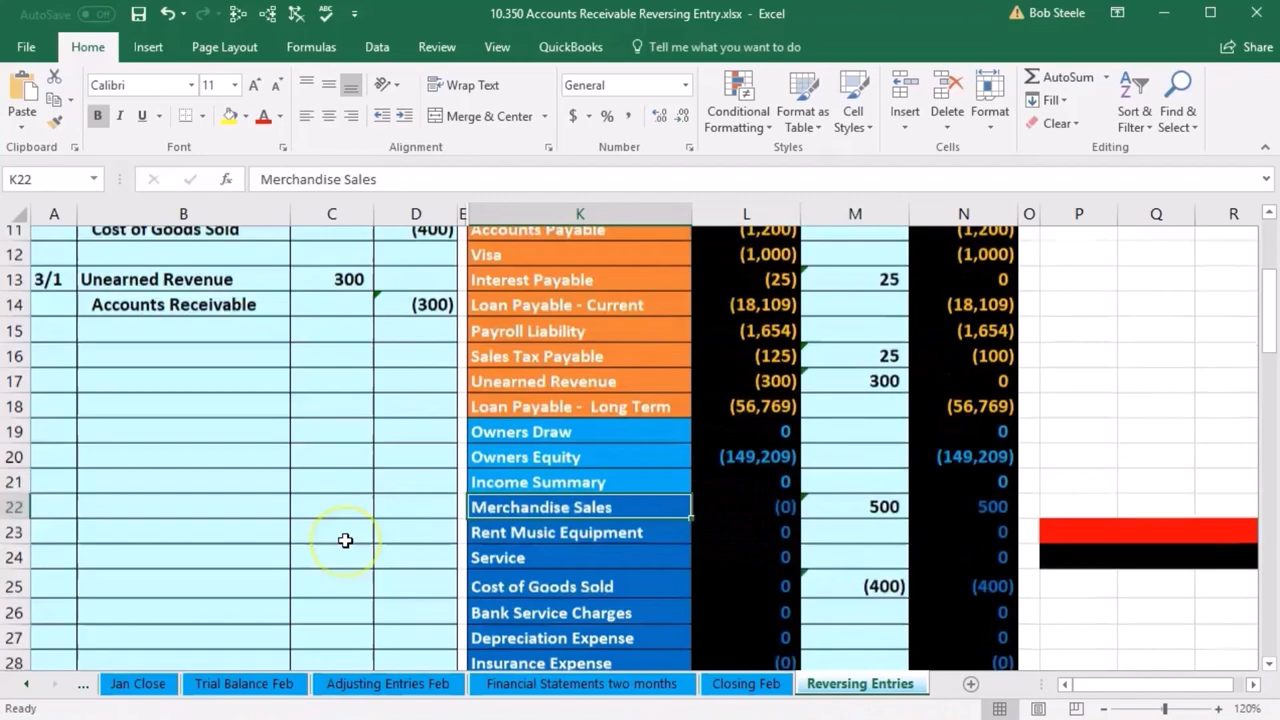 AutoSave Off 10.350 Accounts Receivable Reversing Entry.xlsx - Excel Bob Steele
File Home Insert Page Layout Formulas Data Review View QuickBooks Tell me what you want to do Share
Calibri 11 Wrap Text General AutoSum
Paste B I U Merge & Center $ % , Conditional Formatting Format as Table Cell Styles Insert Delete Format Fill Clear Sort & Filter Find & Select
Clipboard Font Alignment Number Styles Cells Editing
K22 fx Merchandise Sales
A B C D E K L M N O P Q R
11 Cost of Goods Sold (400) Accounts Payable (1,200) (1,200)
12 Visa (1,000) (1,000)
13 3/1 Unearned Revenue 300 Interest Payable (25) 25 0
14 Accounts Receivable (300) Loan Payable - Current (18,109) (18,109)
15 Payroll Liability (1,654) (1,654)
16 Sales Tax Payable (125) 25 (100)
17 Unearned Revenue (300) 300 0
18 Loan Payable - Long Term (56,769) (56,769)
19 Owners Draw 0 0
20 Owners Equity (149,209) (149,209)
21 Income Summary 0 0
22 Merchandise Sales (0) 500 500
23 Rent Music Equipment 0 0
24 Service 0 0
25 Cost of Goods Sold 0 (400) (400)
26 Bank Service Charges 0 0
27 Depreciation Expense 0 0
28 Insurance Expense (0) (0)
... Jan Close Trial Balance Feb Adjusting Entries Feb Financial Statements two months Closing Feb Reversing Entries
Ready 120%